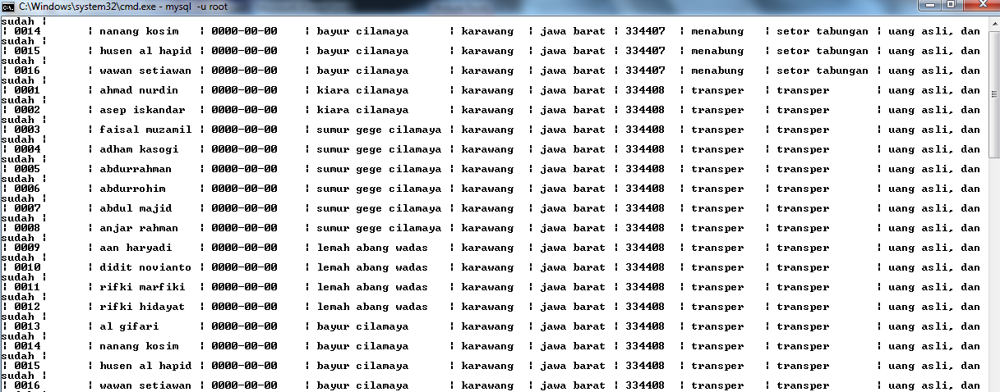 C:\Windows\system32\cmd.exe - mysql -u root
sudah ¦
¦ 0014 ¦ nanang kosim ¦ 0000-00-00 ¦ bayur cilamaya ¦ karawang ¦ jawa barat ¦ 334407 ¦ menabung ¦ setor tabungan ¦ uang asli, dan
sudah ¦
¦ 0015 ¦ husen al hapid ¦ 0000-00-00 ¦ bayur cilamaya ¦ karawang ¦ jawa barat ¦ 334407 ¦ menabung ¦ setor tabungan ¦ uang asli, dan
sudah ¦
¦ 0016 ¦ wawan setiawan ¦ 0000-00-00 ¦ bayur cilamaya ¦ karawang ¦ jawa barat ¦ 334407 ¦ menabung ¦ setor tabungan ¦ uang asli, dan
sudah ¦
¦ 0001 ¦ ahmad nurdin ¦ 0000-00-00 ¦ kiara cilamaya ¦ karawang ¦ jawa barat ¦ 334408 ¦ transper ¦ transper ¦ uang asli, dan
sudah ¦
¦ 0002 ¦ asep iskandar ¦ 0000-00-00 ¦ kiara cilamaya ¦ karawang ¦ jawa barat ¦ 334408 ¦ transper ¦ transper ¦ uang asli, dan
sudah ¦
¦ 0003 ¦ faisal muzamil ¦ 0000-00-00 ¦ sumur gege cilamaya ¦ karawang ¦ jawa barat ¦ 334408 ¦ transper ¦ transper ¦ uang asli, dan
sudah ¦
¦ 0004 ¦ adham kasogi ¦ 0000-00-00 ¦ sumur gege cilamaya ¦ karawang ¦ jawa barat ¦ 334408 ¦ transper ¦ transper ¦ uang asli, dan
sudah ¦
¦ 0005 ¦ abdurrahman ¦ 0000-00-00 ¦ sumur gege cilamaya ¦ karawang ¦ jawa barat ¦ 334408 ¦ transper ¦ transper ¦ uang asli, dan
sudah ¦
¦ 0006 ¦ abdurrohim ¦ 0000-00-00 ¦ sumur gege cilamaya ¦ karawang ¦ jawa barat ¦ 334408 ¦ transper ¦ transper ¦ uang asli, dan
sudah ¦
¦ 0007 ¦ abdul majid ¦ 0000-00-00 ¦ sumur gege cilamaya ¦ karawang ¦ jawa barat ¦ 334408 ¦ transper ¦ transper ¦ uang asli, dan
sudah ¦
¦ 0008 ¦ anjar rahman ¦ 0000-00-00 ¦ sumur gege cilamaya ¦ karawang ¦ jawa barat ¦ 334408 ¦ transper ¦ transper ¦ uang asli, dan
sudah ¦
¦ 0009 ¦ aan haryadi ¦ 0000-00-00 ¦ lemah abang wadas ¦ karawang ¦ jawa barat ¦ 334408 ¦ transper ¦ transper ¦ uang asli, dan
sudah ¦
¦ 0010 ¦ didit novianto ¦ 0000-00-00 ¦ lemah abang wadas ¦ karawang ¦ jawa barat ¦ 334408 ¦ transper ¦ transper ¦ uang asli, dan
sudah ¦
¦ 0011 ¦ rifki marfiki ¦ 0000-00-00 ¦ lemah abang wadas ¦ karawang ¦ jawa barat ¦ 334408 ¦ transper ¦ transper ¦ uang asli, dan
sudah ¦
¦ 0012 ¦ rifki hidayat ¦ 0000-00-00 ¦ lemah abang wadas ¦ karawang ¦ jawa barat ¦ 334408 ¦ transper ¦ transper ¦ uang asli, dan
sudah ¦
¦ 0013 ¦ al gifari ¦ 0000-00-00 ¦ bayur cilamaya ¦ karawang ¦ jawa barat ¦ 334408 ¦ transper ¦ transper ¦ uang asli, dan
sudah ¦
¦ 0014 ¦ nanang kosim ¦ 0000-00-00 ¦ bayur cilamaya ¦ karawang ¦ jawa barat ¦ 334408 ¦ transper ¦ transper ¦ uang asli, dan
sudah ¦
¦ 0015 ¦ husen al hapid ¦ 0000-00-00 ¦ bayur cilamaya ¦ karawang ¦ jawa barat ¦ 334408 ¦ transper ¦ transper ¦ uang asli, dan
sudah ¦
¦ 0016 ¦ wawan setiawan ¦ 0000-00-00 ¦ bayur cilamaya ¦ karawang ¦ jawa barat ¦ 334408 ¦ transper ¦ transper ¦ uang asli, dan